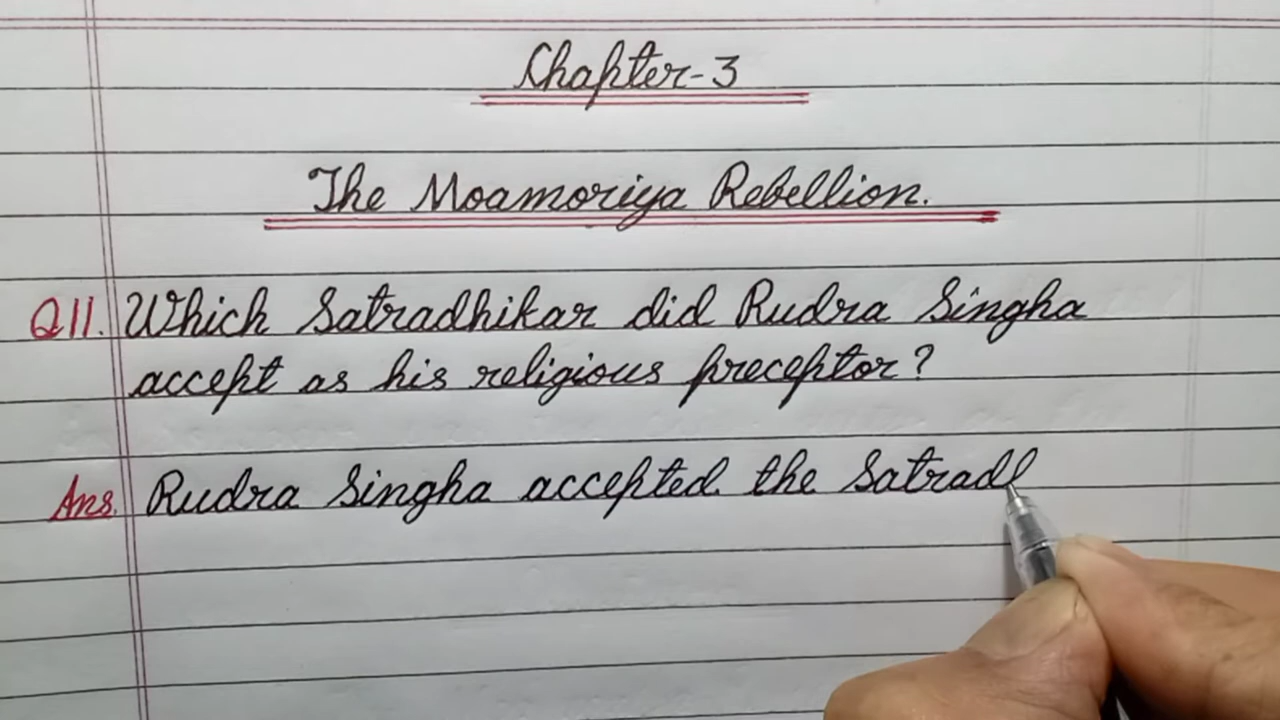 Chapter-3
The Moamoriya Rebellion.
Q11. Which Satradhikar did Rudra Singha
accept as his religious preceptor?
Ans. Rudra Singha accepted the Satradh